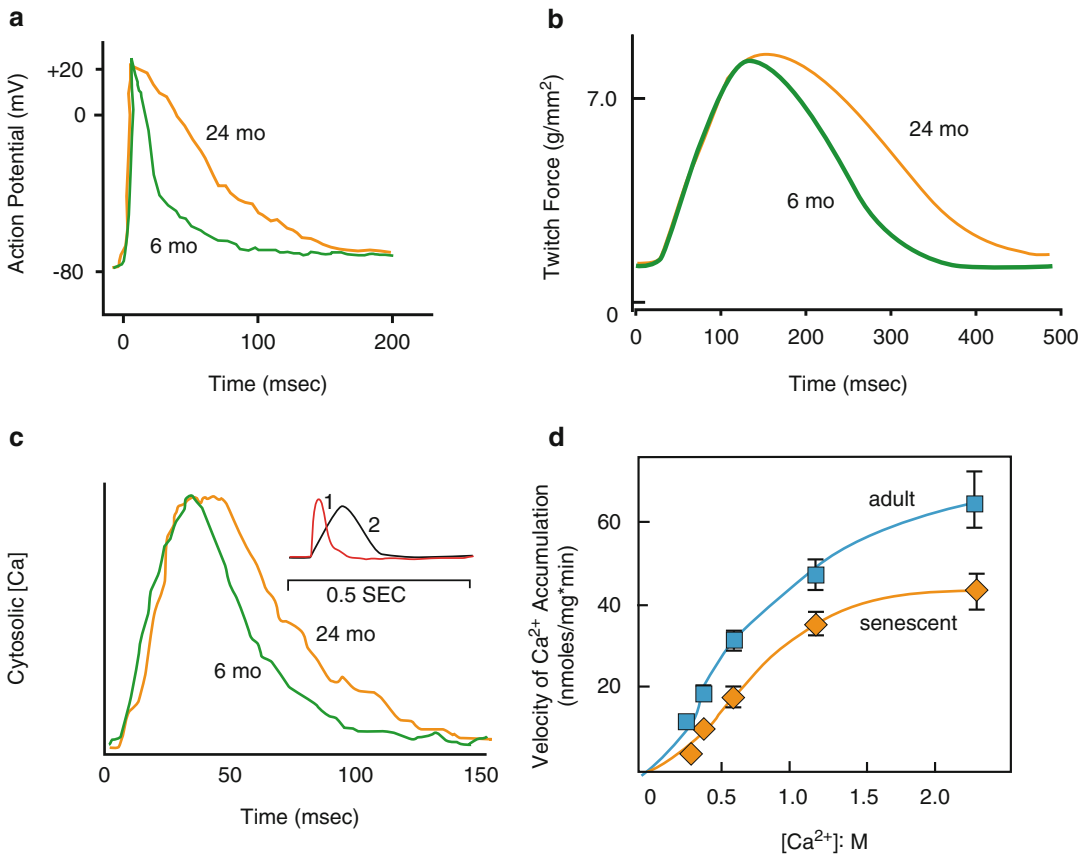 a
Action Potential (mV)
+20
0
-80
24 mo
6 mo
0
100
200
Time (msec)
b
Twitch Force (g/mm²)
7.0
0
24 mo
6 mo
0
100
200
300
400
500
Time (msec)
c
Cytosolic [Ca]
1
2
0.5 SEC
24 mo
6 mo
0
50
100
150
Time (msec)
d
Velocity of Ca²⁺ Accumulation
(nmoles/mg*min)
60
40
20
adult
senescent
0
0.5
1.0
1.5
2.0
[Ca²⁺]: M